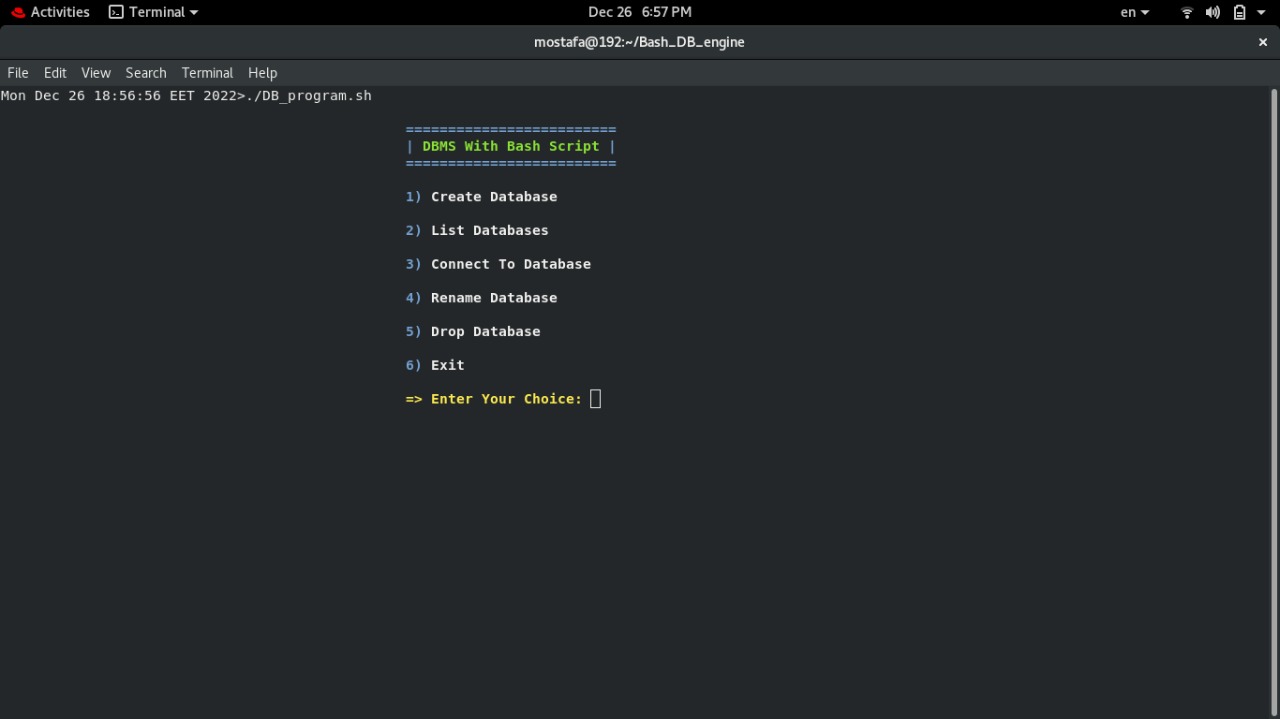 Activities Terminal Dec 26 6:57 PM en
mostafa@192:~/Bash_DB_engine ×
File Edit View Search Terminal Help
Mon Dec 26 18:56:56 EET 2022>./DB_program.sh
=========================
| DBMS With Bash Script |
=========================
1) Create Database
2) List Databases
3) Connect To Database
4) Rename Database
5) Drop Database
6) Exit
=> Enter Your Choice: